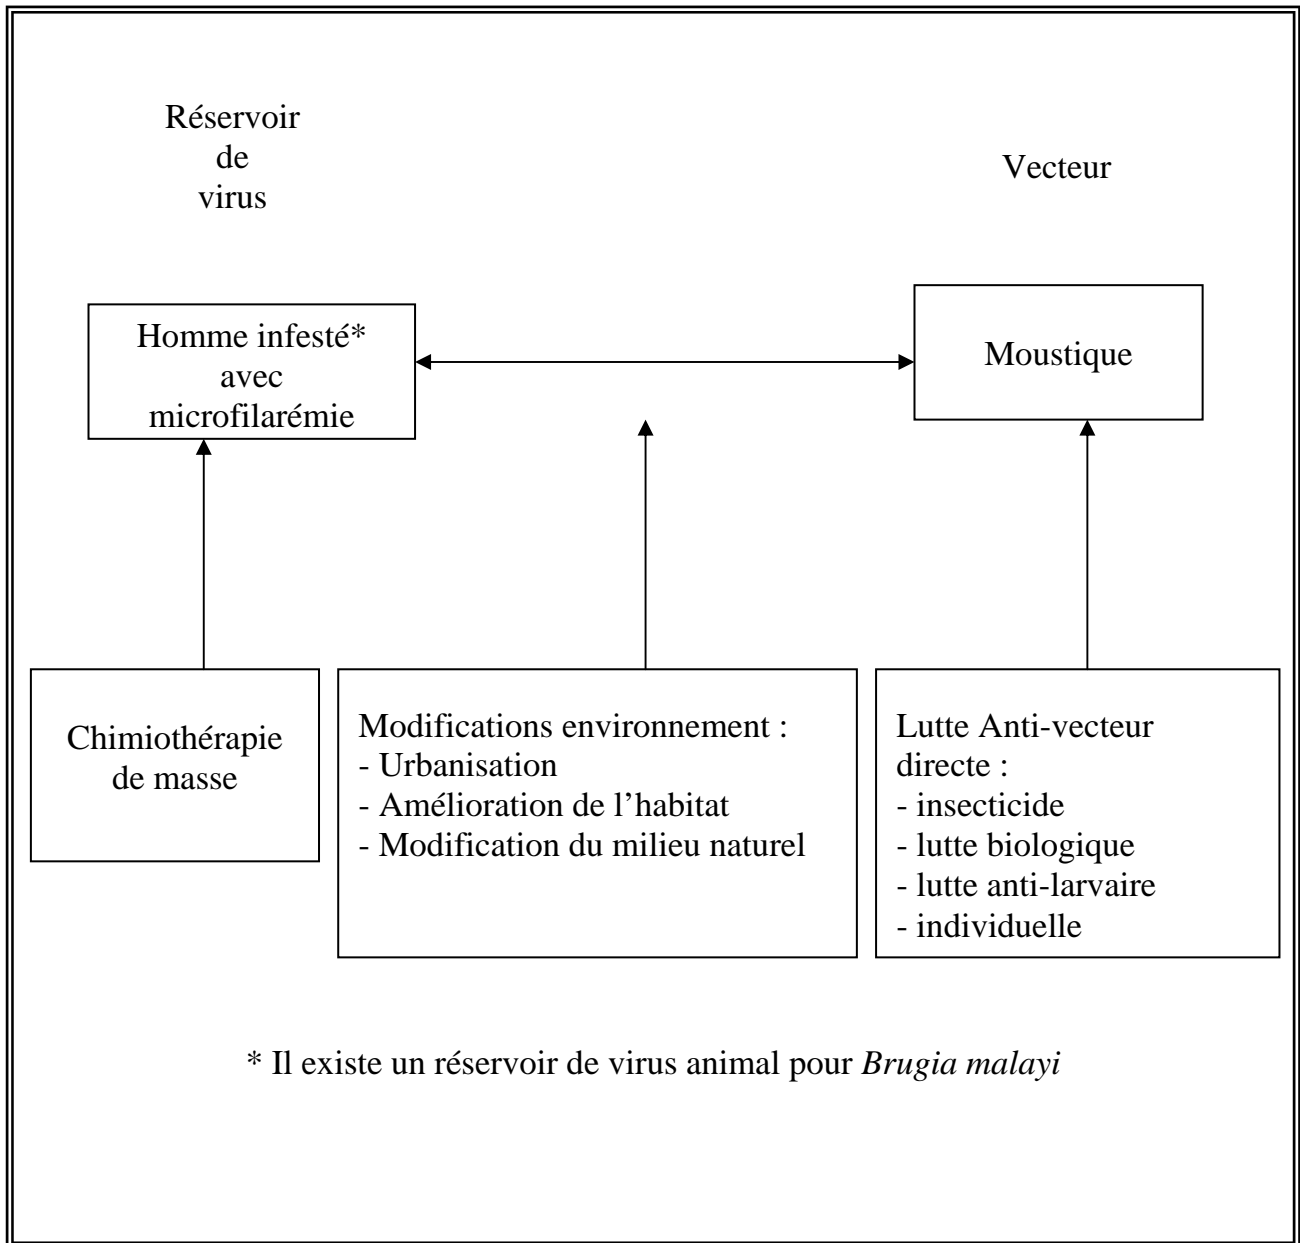 Réservoir
de
virus
Vecteur
Homme infesté*
avec
microfilarémie
Moustique
Chimiothérapie
de masse
Modifications environnement :
- Urbanisation
- Amélioration de l’habitat
- Modification du milieu naturel
Lutte Anti-vecteur
directe :
- insecticide
- lutte biologique
- lutte anti-larvaire
- individuelle
* Il existe un réservoir de virus animal pour Brugia malayi